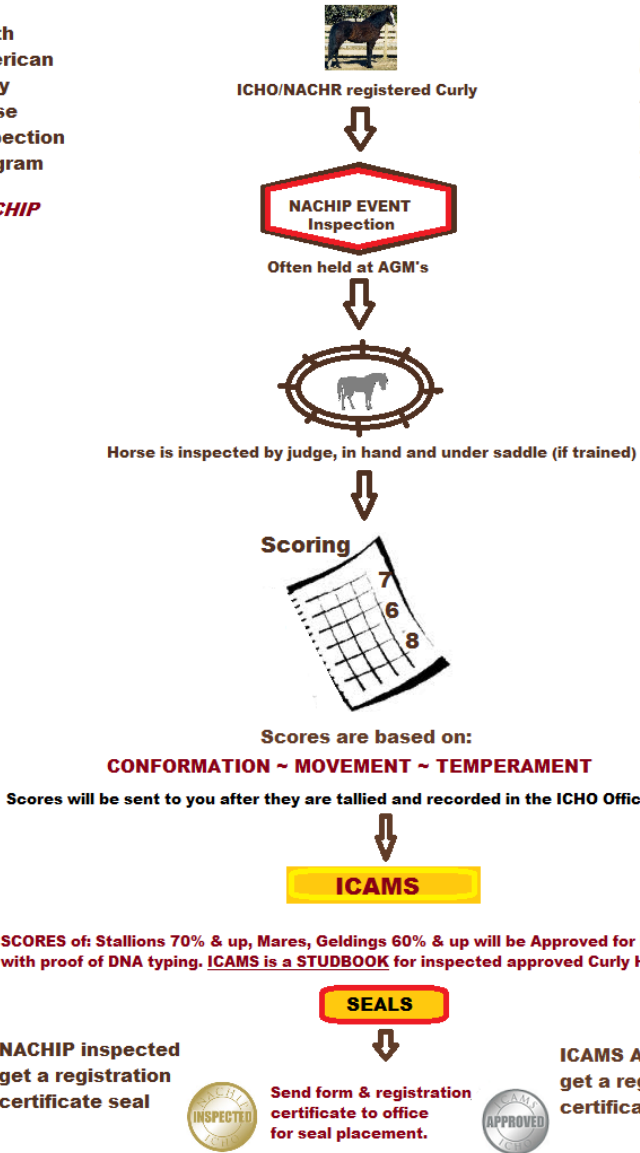 th
erican
y
se
pection
gram
CHIP
ICHO/NACHR registered Curly
NACHIP EVENT
Inspection
Often held at AGM's
Horse is inspected by judge, in hand and under saddle (if trained)
Scoring
7
6
8
Scores are based on:
CONFORMATION ~ MOVEMENT ~ TEMPERAMENT
Scores will be sent to you after they are tallied and recorded in the ICHO Offic
ICAMS
SCORES of: Stallions 70% & up, Mares, Geldings 60% & up will be Approved for
with proof of DNA typing. ICAMS is a STUDBOOK for inspected approved Curly H
SEALS
NACHIP inspected
get a registration
certificate seal
NACHIP
INSPECTED
ICHO
Send form & registration
certificate to office
for seal placement.
ICAMS
APPROVED
ICHO
ICAMS A
get a reg
certifica